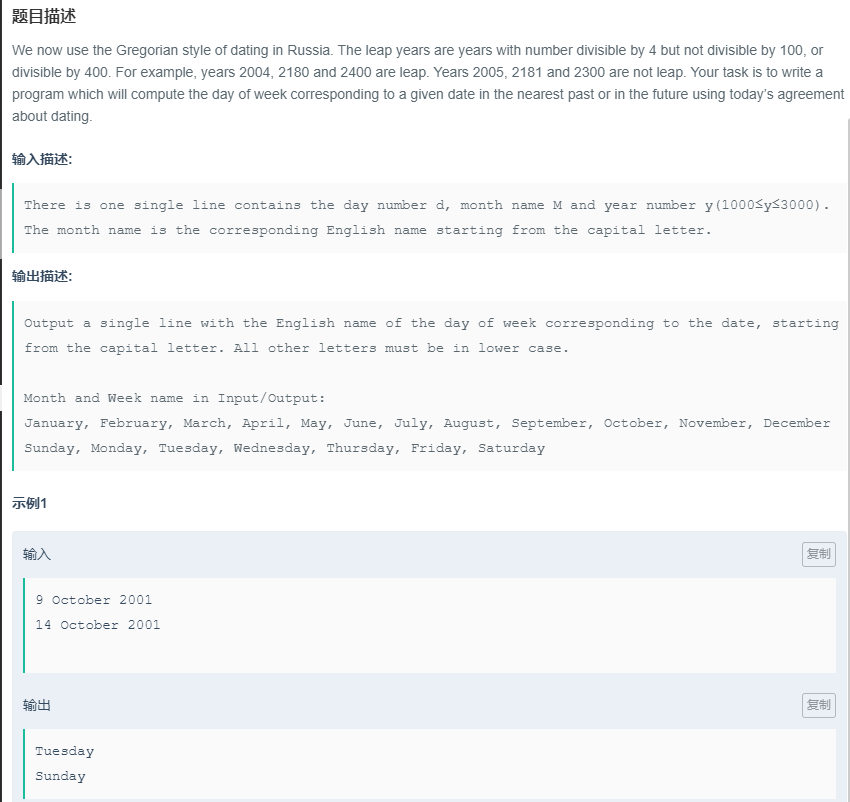 题目描述
We now use the Gregorian style of dating in Russia. The leap years are years with number divisible by 4 but not divisible by 100, or
divisible by 400. For example, years 2004, 2180 and 2400 are leap. Years 2005, 2181 and 2300 are not leap. Your task is to write a
program which will compute the day of week corresponding to a given date in the nearest past or in the future using today’s agreement
about dating.
输入描述:
There is one single line contains the day number d, month name M and year number y(1000≤y≤3000).
The month name is the corresponding English name starting from the capital letter.
输出描述:
Output a single line with the English name of the day of week corresponding to the date, starting
from the capital letter. All other letters must be in lower case.
Month and Week name in Input/Output:
January, February, March, April, May, June, July, August, September, October, November, December
Sunday, Monday, Tuesday, Wednesday, Thursday, Friday, Saturday
示例1
输入
复制
9 October 2001
14 October 2001
输出
复制
Tuesday
Sunday